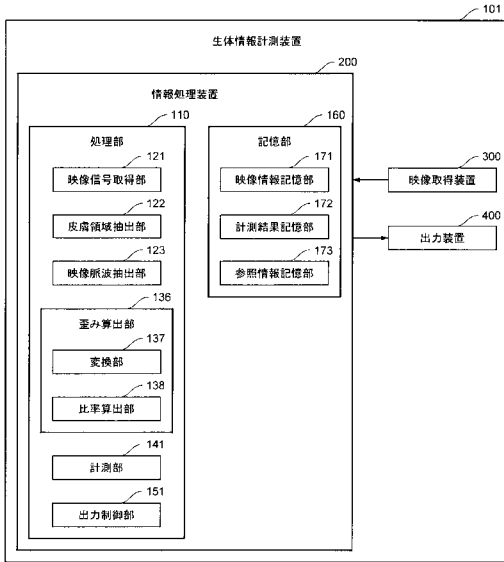 101
生体情報計測装置
200
情報処理装置
110
処理部
121
映像信号取得部
122
皮膚領域抽出部
123
映像脈波抽出部
136
歪み算出部
137
変換部
138
比率算出部
141
計測部
151
出力制御部
160
記憶部
171
映像情報記憶部
172
計測結果記憶部
173
参照情報記憶部
300
映像取得装置
400
出力装置